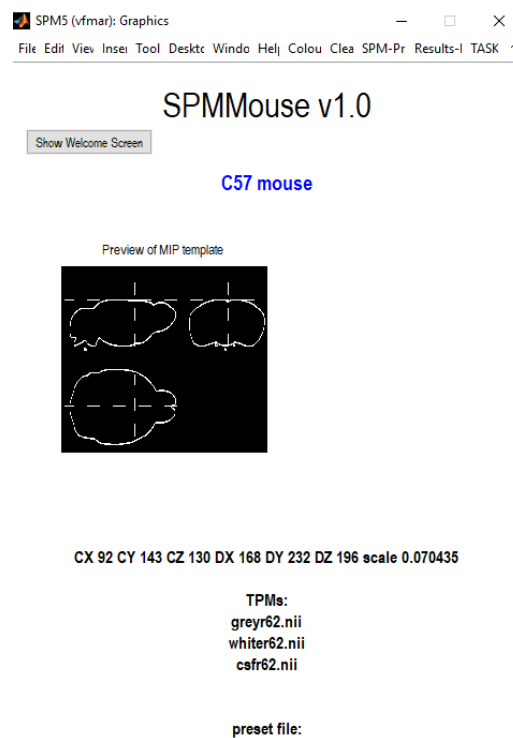 SPM5 (vfmar): Graphics
File Edit View Inse Tool Deskto Windo Help Colou Clea SPM-Pr Results-I TASK
SPMMouse v1.0
Show Welcome Screen
C57 mouse
Preview of MIP template
CX 92 CY 143 CZ 130 DX 168 DY 232 DZ 196 scale 0.070435
TPMs:
greyr62.nii
whiter62.nii
csfr62.nii
preset file: